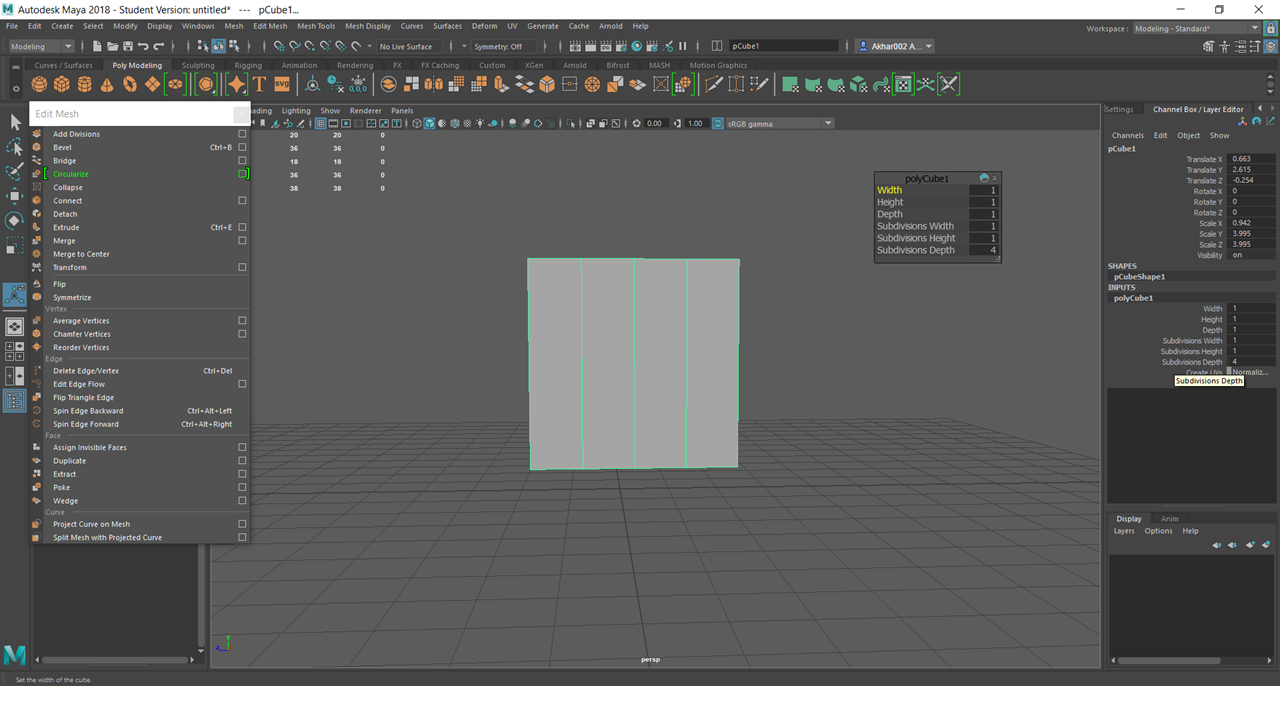 Autodesk Maya 2018 - Student Version: untitled*   ---   pCube1...
File Edit Create Select Modify Display Windows Mesh Edit Mesh Mesh Tools Mesh Display Curves Surfaces Deform UV Generate Cache Arnold Help
Workspace : Modeling - Standard*
Modeling No Live Surface Symmetry: Off pCube1 Akhar002 A...
Curves / Surfaces Poly Modeling Sculpting Rigging Animation Rendering FX FX Caching Custom XGen Arnold Bifrost MASH Motion Graphics
Edit Mesh
Add Divisions
Bevel Ctrl+B
Bridge
Circularize
Collapse
Connect
Detach
Extrude Ctrl+E
Merge
Merge to Center
Transform
Flip
Symmetrize
Vertex
Average Vertices
Chamfer Vertices
Reorder Vertices
Edge
Delete Edge/Vertex Ctrl+Del
Edit Edge Flow
Flip Triangle Edge
Spin Edge Backward Ctrl+Alt+Left
Spin Edge Forward Ctrl+Alt+Right
Face
Assign Invisible Faces
Duplicate
Extract
Poke
Wedge
Curve
Project Curve on Mesh
Split Mesh with Projected Curve
Lighting Show Renderer Panels
0.00 1.00 sRGB gamma
20 20 0
36 36 0
18 18 0
36 36 0
38 38 0
polyCube1
Width 1
Height 1
Depth 1
Subdivisions Width 1
Subdivisions Height 1
Subdivisions Depth 4
persp
Settings Channel Box / Layer Editor
Channels Edit Object Show
pCube1
Translate X 0.663
Translate Y 2.615
Translate Z -0.254
Rotate X 0
Rotate Y 0
Rotate Z 0
Scale X 0.942
Scale Y 3.995
Scale Z 3.995
Visibility on
SHAPES
pCubeShape1
INPUTS
polyCube1
Width 1
Height 1
Depth 1
Subdivisions Width 1
Subdivisions Height 1
Subdivisions Depth 4
Create UVs Normaliz...
Subdivisions Depth
Display Anim
Layers Options Help
Set the width of the cube.